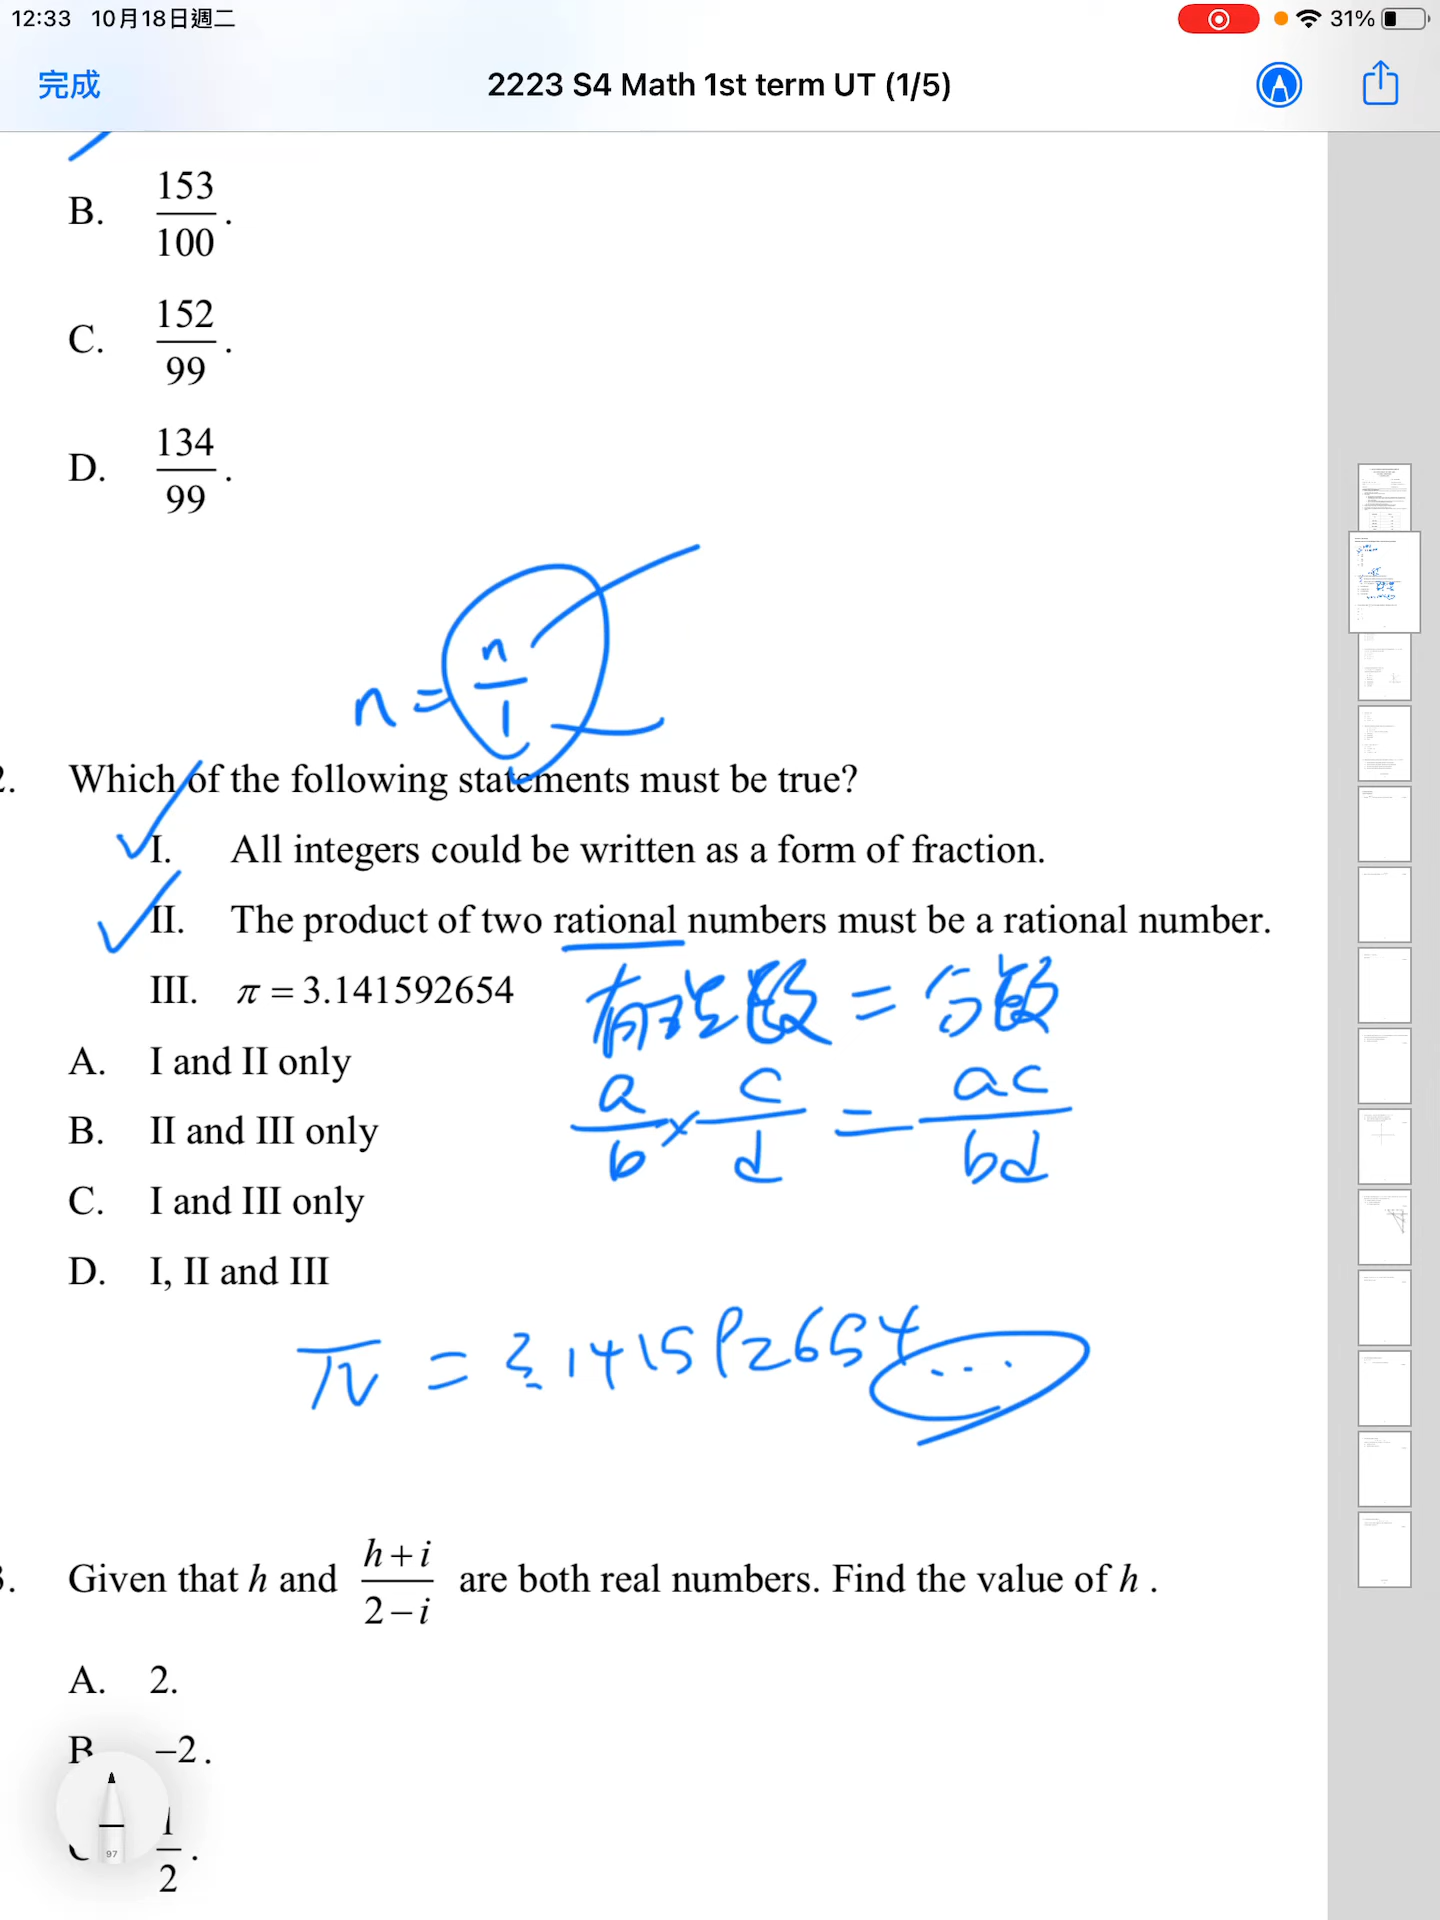 12:33 10月18日週二
31%
完成
2223 S4 Math 1st term UT (1/5)
B. 153/100 .
C. 152/99 .
D. 134/99 .
n = n/1
2. Which of the following statements must be true?
I. All integers could be written as a form of fraction.
II. The product of two rational numbers must be a rational number.
III. π = 3.141592654
有理数 = 分数
A. I and II only
a/b × c/d = ac/bd
B. II and III only
C. I and III only
D. I, II and III
π = 3.141592654...
3. Given that h and h+i/2−i are both real numbers. Find the value of h .
A. 2.
B −2 .
C 1/2 .
97